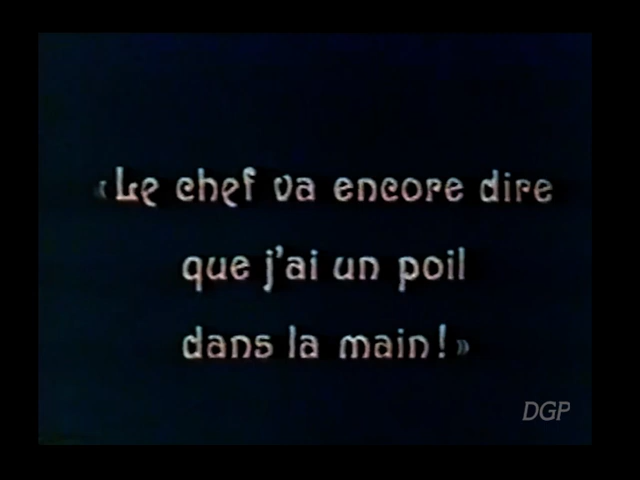 «Le chef va encore dire
que j'ai un poil
dans la main!»
DGP